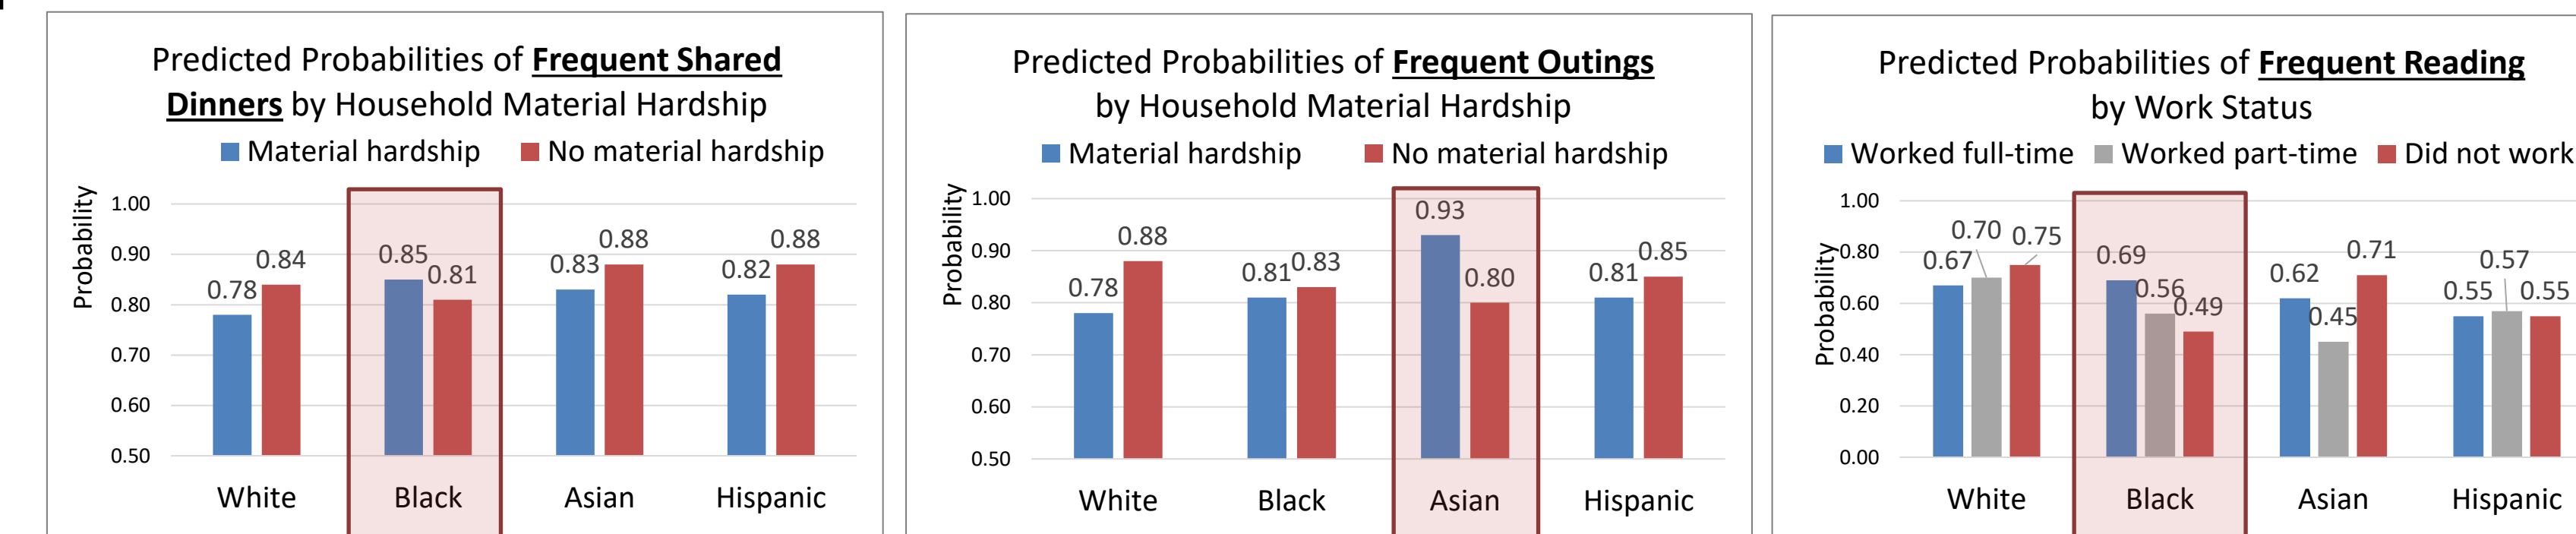 Predicted Probabilities of Frequent Shared
Dinners by Household Material Hardship
Material hardship No material hardship
Probability
1.00
0.90
0.80
0.70
0.60
0.50
0.78 0.84 0.85 0.81 0.83 0.88 0.82 0.88
White Black Asian Hispanic
Predicted Probabilities of Frequent Outings
by Household Material Hardship
Material hardship No material hardship
Probability
1.00
0.90
0.80
0.70
0.60
0.50
0.78 0.88 0.81 0.83 0.93 0.80 0.81 0.85
White Black Asian Hispanic
Predicted Probabilities of Frequent Reading
by Work Status
Worked full-time Worked part-time Did not work
Probability
1.00
0.80
0.60
0.40
0.20
0.00
0.67 0.70 0.75 0.69 0.56 0.49 0.62 0.45 0.71 0.55 0.57 0.55
White Black Asian Hispanic